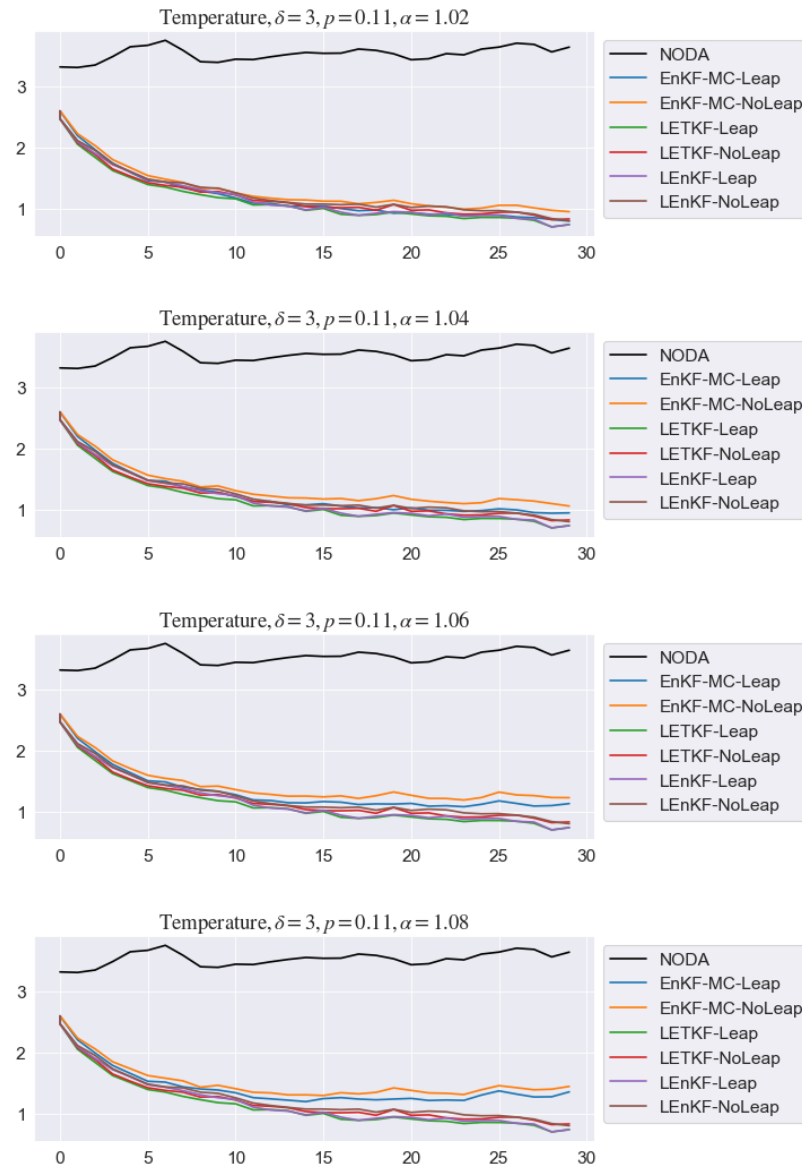 Temperature, δ = 3, p = 0.11, α = 1.02
3
2
1
0 5 10 15 20 25 30
NODA
EnKF-MC-Leap
EnKF-MC-NoLeap
LETKF-Leap
LETKF-NoLeap
LEnKF-Leap
LEnKF-NoLeap
Temperature, δ = 3, p = 0.11, α = 1.04
3
2
1
0 5 10 15 20 25 30
NODA
EnKF-MC-Leap
EnKF-MC-NoLeap
LETKF-Leap
LETKF-NoLeap
LEnKF-Leap
LEnKF-NoLeap
Temperature, δ = 3, p = 0.11, α = 1.06
3
2
1
0 5 10 15 20 25 30
NODA
EnKF-MC-Leap
EnKF-MC-NoLeap
LETKF-Leap
LETKF-NoLeap
LEnKF-Leap
LEnKF-NoLeap
Temperature, δ = 3, p = 0.11, α = 1.08
3
2
1
0 5 10 15 20 25 30
NODA
EnKF-MC-Leap
EnKF-MC-NoLeap
LETKF-Leap
LETKF-NoLeap
LEnKF-Leap
LEnKF-NoLeap